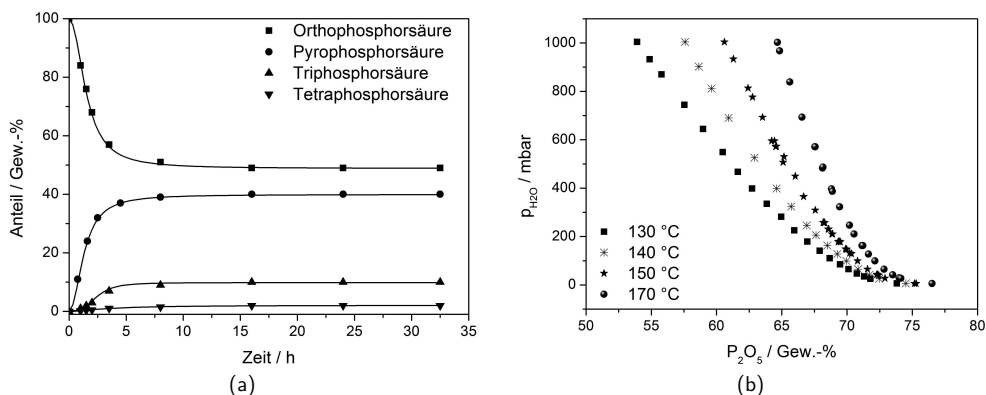 100
80
60
40
20
0
Anteil / Gew.-%
0
5
10
15
20
25
30
35
Zeit / h
Orthophosphorsäure
Pyrophosphorsäure
Triphosphorsäure
Tetraphosphorsäure
(a)
1000
800
600
400
200
0
p_H2O / mbar
50
55
60
65
70
75
80
P₂O₅ / Gew.-%
130 °C
140 °C
150 °C
170 °C
(b)